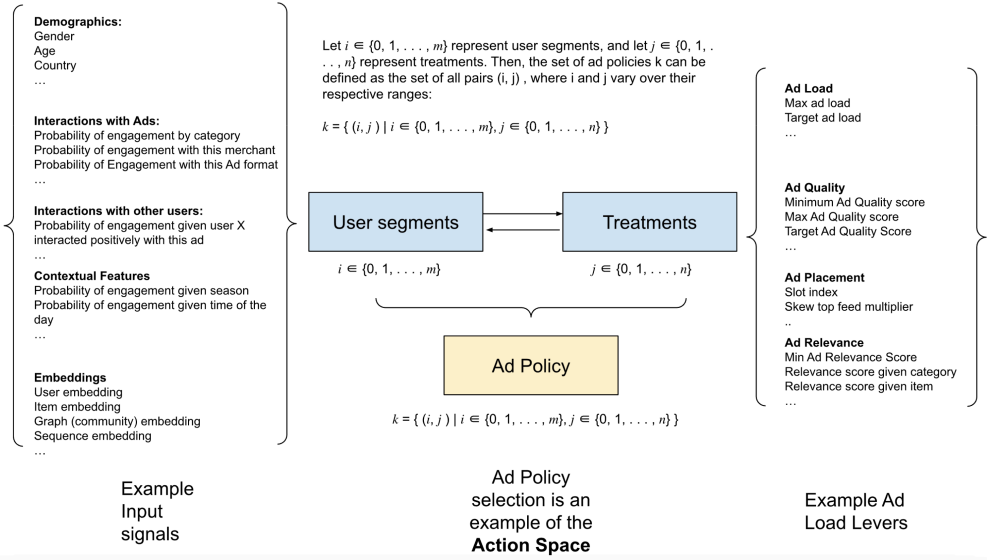 Demographics:
Gender
Age
Country
...
Interactions with Ads:
Probability of engagement by category
Probability of engagement with this merchant
Probability of Engagement with this Ad format
...
Interactions with other users:
Probability of engagement given user X
interacted positively with this ad
...
Contextual Features
Probability of engagement given season
Probability of engagement given time of the
day
...
Embeddings
User embedding
Item embedding
Graph (community) embedding
Sequence embedding
...
Example
Input
signals
Let i ∈ {0, 1, . . . , m} represent user segments, and let j ∈ {0, 1, .
. . , n} represent treatments. Then, the set of ad policies k can be
defined as the set of all pairs (i, j) , where i and j vary over their
respective ranges:
k = { (i, j ) | i ∈ {0, 1, . . . , m}, j ∈ {0, 1, . . . , n} }
User segments
Treatments
i ∈ {0, 1, . . . , m}
j ∈ {0, 1, . . . , n}
Ad Policy
k = { (i, j ) | i ∈ {0, 1, . . . , m}, j ∈ {0, 1, . . . , n} }
Ad Policy
selection is an
example of the
Action Space
Ad Load
Max ad load
Target ad load
...
Ad Quality
Minimum Ad Quality score
Max Ad Quality score
Target Ad Quality Score
...
Ad Placement
Slot index
Skew top feed multiplier
..
Ad Relevance
Min Ad Relevance Score
Relevance score given category
Relevance score given item
...
Example Ad
Load Levers